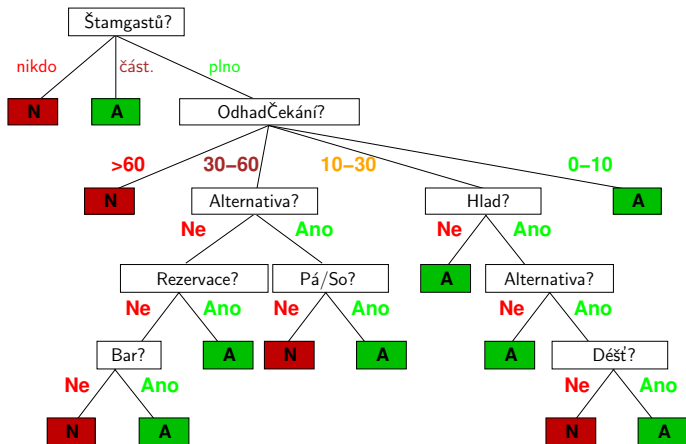 Štamgastů?
nikdo část. plno
N A OdhadČekání?
>60 30–60 10–30 0–10
N Alternativa? Hlad? A
Ne Ano Ne Ano
Rezervace? Pá/So? A Alternativa?
Ne Ano Ne Ano Ne Ano
Bar? A N A A Déšť?
Ne Ano Ne Ano
N A N A